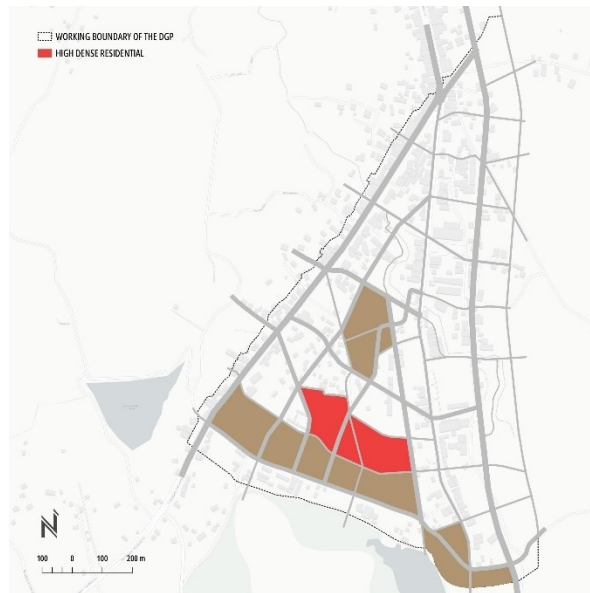 WORKING BOUNDARY OF THE DGP
HIGH DENSE RESIDENTIAL
N
100 0 100 200 m